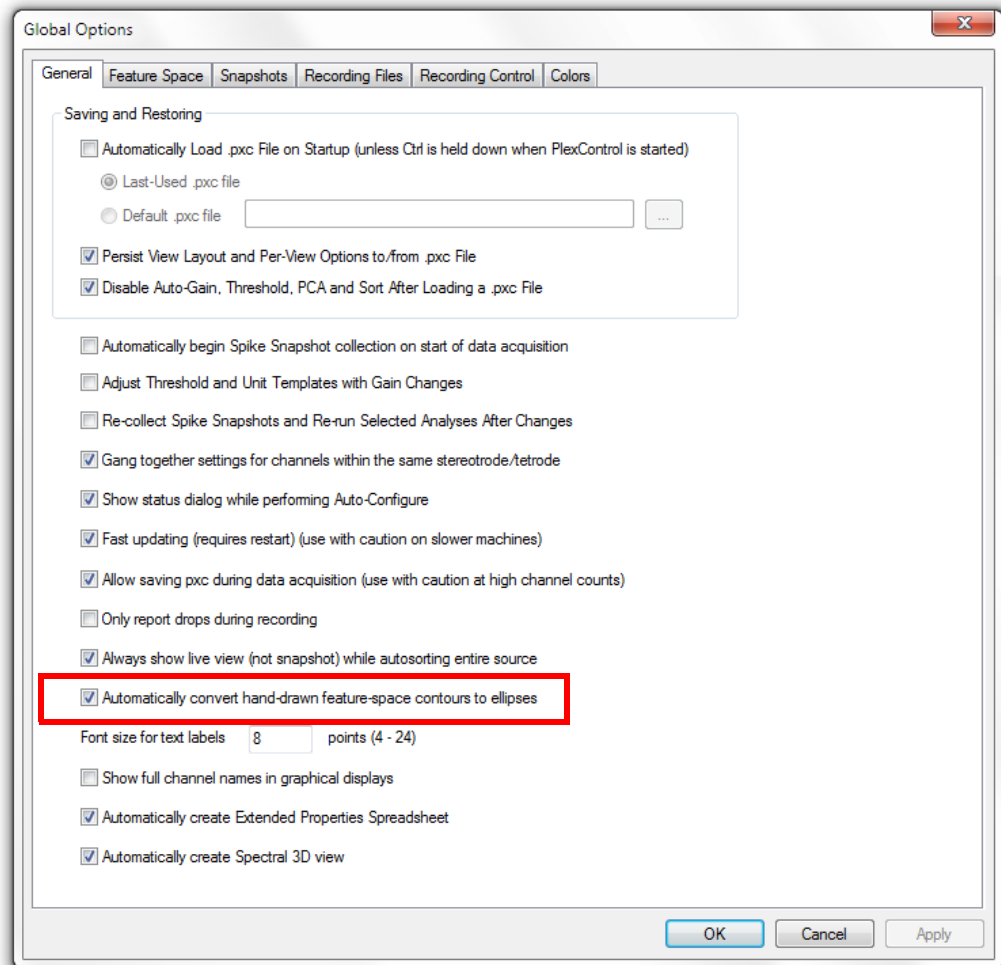 Global Options
General Feature Space Snapshots Recording Files Recording Control Colors
Saving and Restoring
Automatically Load .pxc File on Startup (unless Ctrl is held down when PlexControl is started)
Last-Used .pxc file
Default .pxc file ...
Persist View Layout and Per-View Options to/from .pxc File
Disable Auto-Gain, Threshold, PCA and Sort After Loading a .pxc File
Automatically begin Spike Snapshot collection on start of data acquisition
Adjust Threshold and Unit Templates with Gain Changes
Re-collect Spike Snapshots and Re-run Selected Analyses After Changes
Gang together settings for channels within the same stereotrode/tetrode
Show status dialog while performing Auto-Configure
Fast updating (requires restart) (use with caution on slower machines)
Allow saving pxc during data acquisition (use with caution at high channel counts)
Only report drops during recording
Always show live view (not snapshot) while autosorting entire source
Automatically convert hand-drawn feature-space contours to ellipses
Font size for text labels 8 points (4 - 24)
Show full channel names in graphical displays
Automatically create Extended Properties Spreadsheet
Automatically create Spectral 3D view
OK Cancel Apply